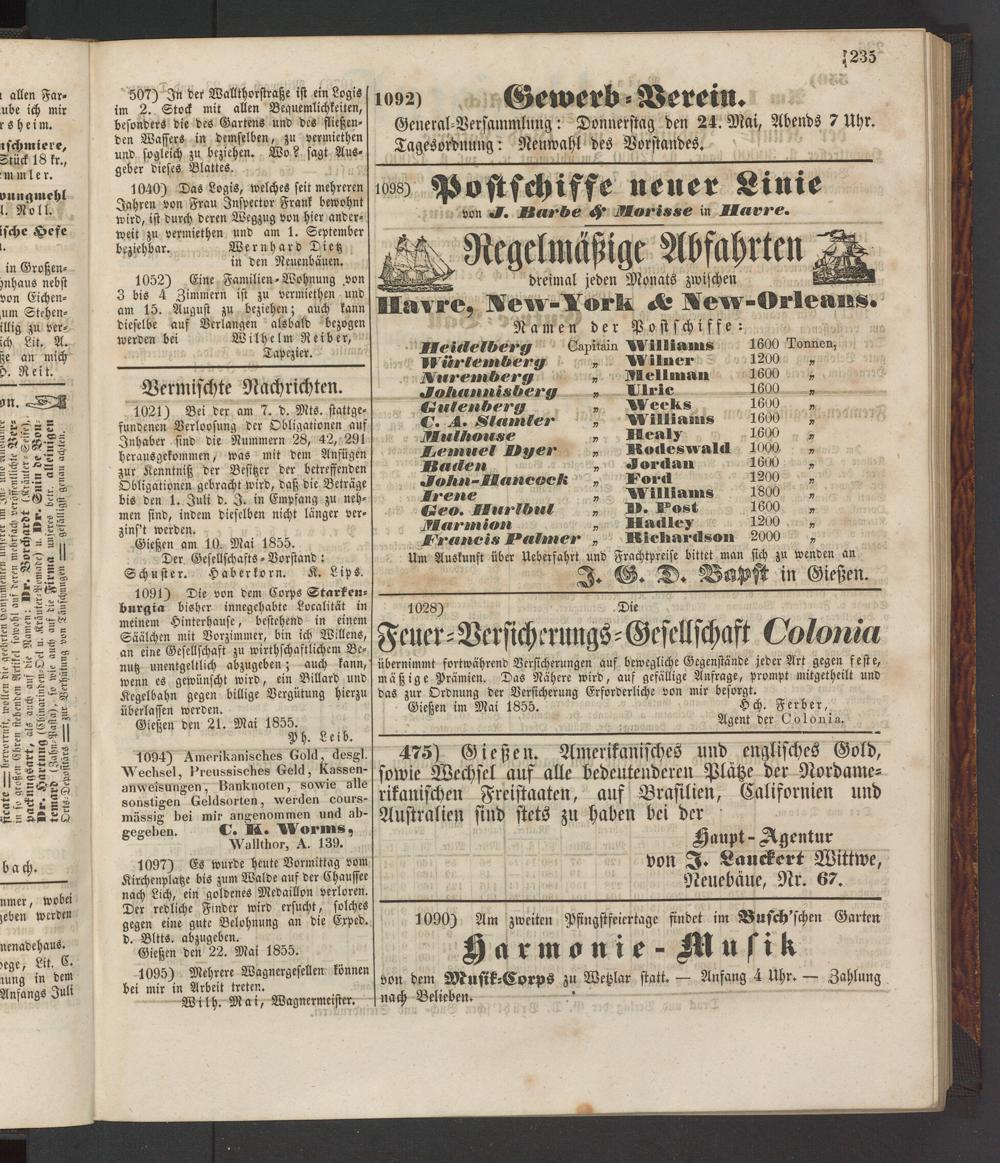 235
507) In der Wallthorstraße ist ein Logis
im 2. Stock mit allen Bequemlichkeiten,
besonders die des Gartens und des fließen-
den Wassers in demselben, zu vermiethen
und sogleich zu beziehen. Wo? sagt Aus-
geber dieses Blattes.
1040) Das Logis, welches seit mehreren
Jahren von Frau Inspector Frank bewohnt
wird, ist durch deren Wegzug von hier ander-
weit zu vermiethen und am 1. September
beziehbar. Bernhard Dietz
in den Neuenbäuen.
1052) Eine Familien-Wohnung von
3 bis 4 Zimmern ist zu vermiethen und
am 15. August zu beziehen; auch kann
dieselbe auf Verlangen alsbald bezogen
werden bei Wilhelm Reiber,
Tapezier.
Vermischte Nachrichten.
1021) Bei der am 7. d. Mts. stattge-
fundenen Verloosung der Obligationen auf
Inhaber sind die Nummern 28, 42, 291
herausgekommen, was mit dem Anfügen
zur Kenntniß der Besitzer der betreffenden
Obligationen gebracht wird, daß die Beträge
bis den 1. Juli d. J. in Empfang zu neh-
men sind, indem dieselben nicht länger ver-
zins't werden.
Gießen am 10. Mai 1855.
Der Gesellschafts-Vorstand:
Schuster. Haberkorn. K. Lips.
1091) Die von dem Corps Starken-
burgia bisher innegehabte Localität in
meinem Hinterhause, bestehend in einem
Säälchen mit Vorzimmer, bin ich Willens,
an eine Gesellschaft zu wirthschaftlichem Be-
nutz unentgeltlich abzugeben; auch kann,
wenn es gewünscht wird, ein Billard und
Kegelbahn gegen billige Vergütung hierzu
überlassen werden.
Gießen den 21. Mai 1855.
Ph. Leib.
1094) Amerikanisches Gold, desgl.
Wechsel, Preussisches Geld, Kassen-
anweisungen, Banknoten, sowie alle
sonstigen Geldsorten, werden cours-
mässig bei mir angenommen und ab-
gegeben. C. K. Worms,
Wallthor, A. 139.
1097) Es wurde heute Vormittag vom
Kirchenplatze bis zum Walde auf der Chaussee
nach Lich, ein goldenes Medaillon verloren.
Der redliche Finder wird ersucht, solches
gegen eine gute Belohnung an die Exped.
d. Bltts. abzugeben.
Gießen den 22. Mai 1855.
1095) Mehrere Wagnergesellen können
bei mir in Arbeit treten.
Wilh. Mai, Wagnermeister.
1092) Gewerb-Verein.
General-Versammlung: Donnerstag den 24. Mai, Abends 7 Uhr.
Tagesordnung: Neuwahl des Vorstandes.
1098) Postschiffe neuer Linie
von J. Barbe & Morisse in Havre.
Regelmäßige Abfahrten
dreimal jeden Monats zwischen
Havre, New-York & New-Orleans.
Namen der Postschiffe:
Heidelberg Capitain Williams 1600 Tonnen,
Würtemberg „ Wilner 1200 „
Nuremberg „ Mellman 1600 „
Johannisberg „ Ulric 1600 „
Gutenberg „ Weeks 1600 „
C. A. Stamler „ Williams 1600 „
Mulhouse „ Healy 1600 „
Lemuel Dyer „ Rodeswald 1000 „
Baden „ Jordan 1600 „
John-Hancock „ Ford 1200 „
Irene „ Williams 1800 „
Geo. Hurlbul „ D. Post 1600 „
Marmion „ Hadley 1200 „
Francis Palmer „ Richardson 2000 „
Um Auskunft über Ueberfahrt und Frachtpreise bittet man sich zu wenden an
J. G. D. Bapst in Gießen.
1028) Die
Feuer-Versicherungs-Gesellschaft Colonia
übernimmt fortwährend Versicherungen auf bewegliche Gegenstände jeder Art gegen feste,
mäßige Prämien. Das Nähere wird, auf gefällige Anfrage, prompt mitgetheilt und
das zur Ordnung der Versicherung Erforderliche von mir besorgt.
Gießen im Mai 1855. Hch. Ferber,
Agent der Colonia.
475) Gießen. Amerikanisches und englisches Gold,
sowie Wechsel auf alle bedeutenderen Plätze der Nordame-
rikanischen Freistaaten, auf Brasilien, Californien und
Australien sind stets zu haben bei der
Haupt-Agentur
von J. Lauckert Wittwe,
Neuebäue, Nr. 67.
1090) Am zweiten Pfingstfeiertage findet im Busch'schen Garten
Harmonie-Musik
von dem Musik-Corps zu Wetzlar statt. — Anfang 4 Uhr. — Zahlung
nach Belieben.